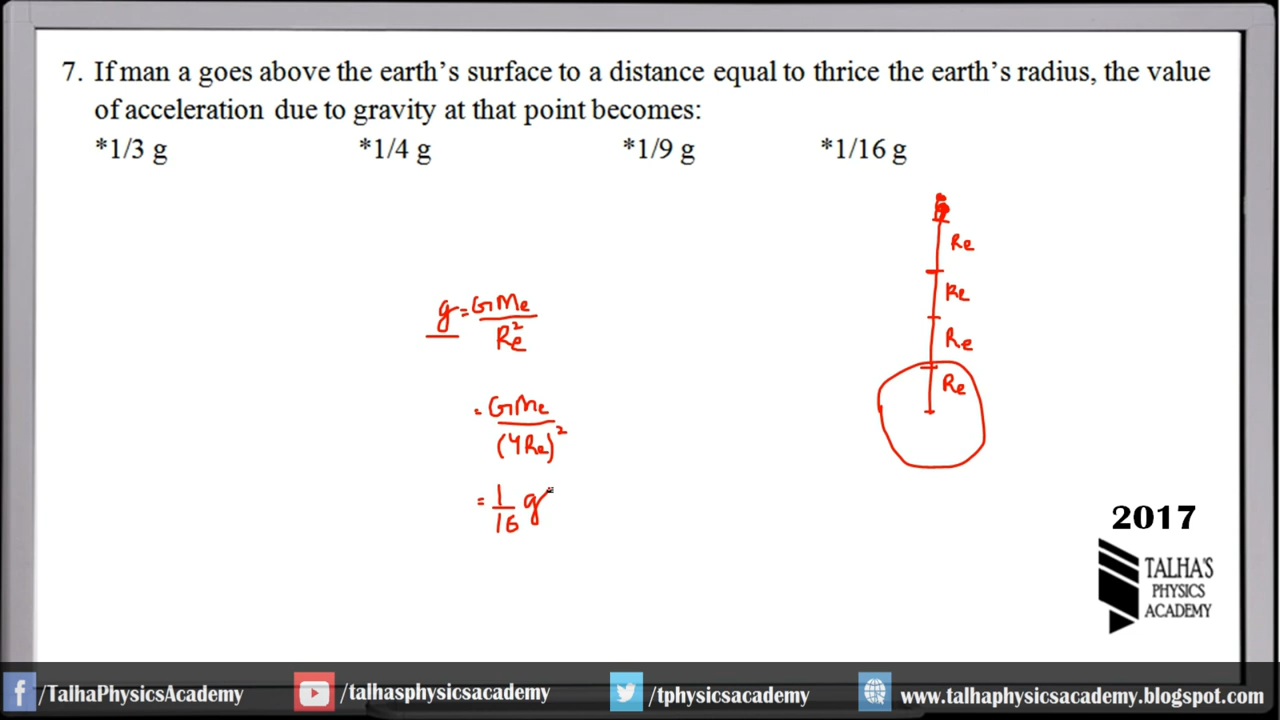 7. If man a goes above the earth's surface to a distance equal to thrice the earth's radius, the value
of acceleration due to gravity at that point becomes:
*1/3 g *1/4 g *1/9 g *1/16 g
Re
Re
Re
Re
g = GMe/Re²
= GMe/(4Re)²
= 1/16 g
2017
TALHA'S
PHYSICS
ACADEMY
f /TalhaPhysicsAcademy /talhasphysicsacademy /tphysicsacademy www.talhaphysicsacademy.blogspot.com